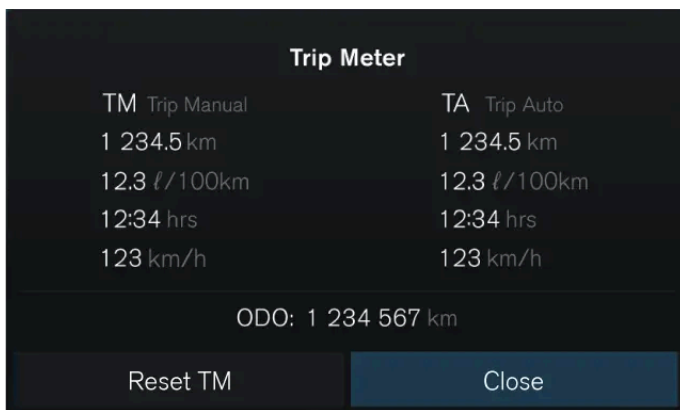 Trip Meter
TM Trip Manual
1 234.5 km
12.3 ℓ/100km
12:34 hrs
123 km/h
TA Trip Auto
1 234.5 km
12.3 ℓ/100km
12:34 hrs
123 km/h
ODO: 1 234 567 km
Reset TM
Close